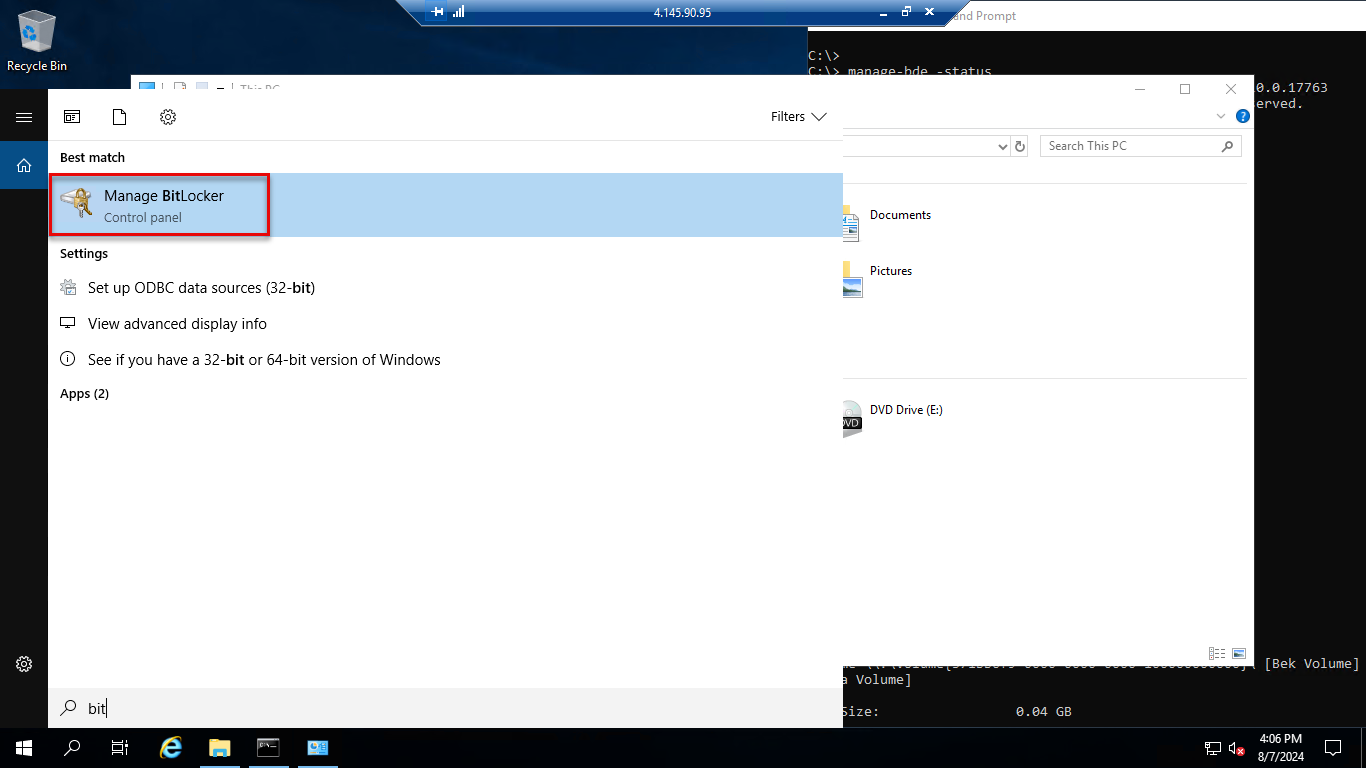 4.145.90.95
and Prompt
Recycle Bin
C:\>
C:\> manage-bde -status
0.0.17763
served.
This PC
Filters
Search This PC
Best match
Manage BitLocker
Control panel
Documents
Settings
Set up ODBC data sources (32-bit)
Pictures
View advanced display info
See if you have a 32-bit or 64-bit version of Windows
Apps (2)
DVD Drive (E:)
DVD
[Bek Volume]
a Volume]
Size: 0.04 GB
bit
4:06 PM
8/7/2024